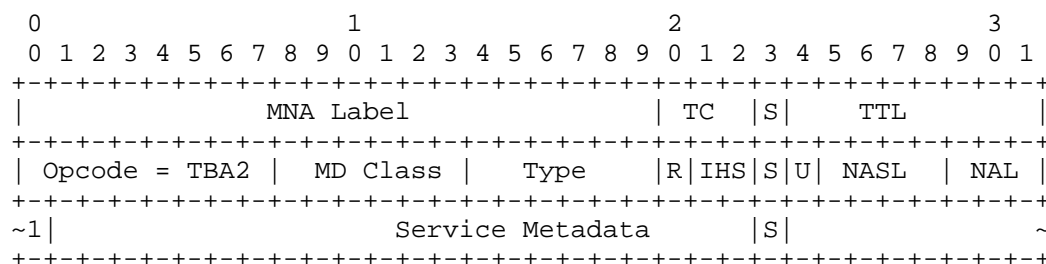 0                   1                   2                   3
 0 1 2 3 4 5 6 7 8 9 0 1 2 3 4 5 6 7 8 9 0 1 2 3 4 5 6 7 8 9 0 1
+-+-+-+-+-+-+-+-+-+-+-+-+-+-+-+-+-+-+-+-+-+-+-+-+-+-+-+-+-+-+-+-+
|               MNA Label               | TC  |S|    TTL        |
+-+-+-+-+-+-+-+-+-+-+-+-+-+-+-+-+-+-+-+-+-+-+-+-+-+-+-+-+-+-+-+-+
| Opcode = TBA2 |  MD Class |   Type    |R|IHS|S|U| NASL  | NAL |
+-+-+-+-+-+-+-+-+-+-+-+-+-+-+-+-+-+-+-+-+-+-+-+-+-+-+-+-+-+-+-+-+
~1|                     Service Metadata      |S|               ~
+-+-+-+-+-+-+-+-+-+-+-+-+-+-+-+-+-+-+-+-+-+-+-+-+-+-+-+-+-+-+-+-+